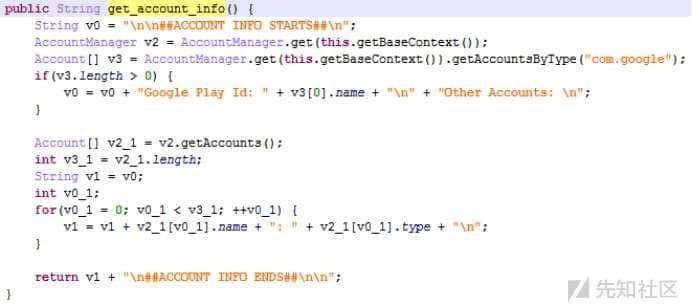 public String get_account_info() {
    String v0 = "\n\n##ACCOUNT INFO STARTS##\n";
    AccountManager v2 = AccountManager.get(this.getBaseContext());
    Account[] v3 = AccountManager.get(this.getBaseContext()).getAccountsByType("com.google");
    if(v3.length > 0) {
        v0 = v0 + "Google Play Id: " + v3[0].name + "\n" + "Other Accounts: \n";
    }

    Account[] v2_1 = v2.getAccounts();
    int v3_1 = v2_1.length;
    String v1 = v0;
    int v0_1;
    for(v0_1 = 0; v0_1 < v3_1; ++v0_1) {
        v1 = v1 + v2_1[v0_1].name + ": " + v2_1[v0_1].type + "\n";
    }

    return v1 + "\n##ACCOUNT INFO ENDS##\n\n";
}
先知社区